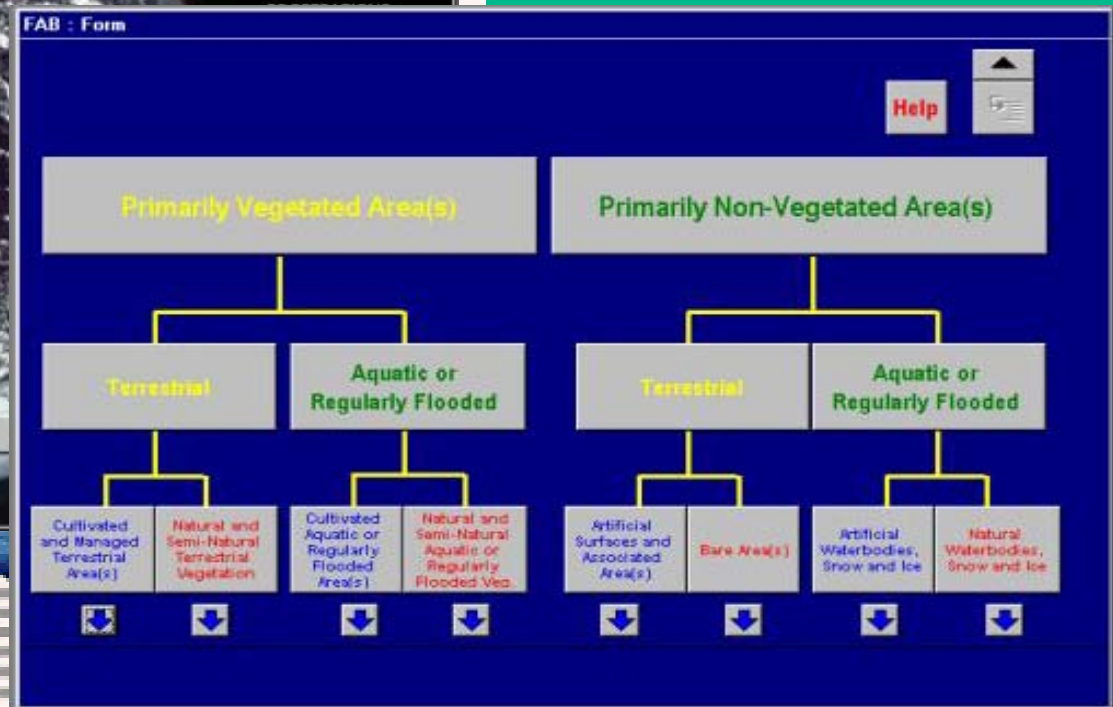 FAB : Form
Help
Primarily Vegetated Area(s)
Primarily Non-Vegetated Area(s)
Terrestrial
Aquatic or
Regularly Flooded
Terrestrial
Aquatic or
Regularly Flooded
Cultivated
and Managed
Terrestrial
Area(s)
Natural and
Semi-Natural
Terrestrial
Vegetation
Cultivated
Aquatic or
Regularly
Flooded
Area(s)
Natural and
Semi-Natural
Aquatic or
Regularly
Flooded Veg.
Artificial
Surfaces and
Associated
Area(s)
Bare Area(s)
Artificial
Waterbodies,
Snow and Ice
Natural
Waterbodies,
Snow and Ice